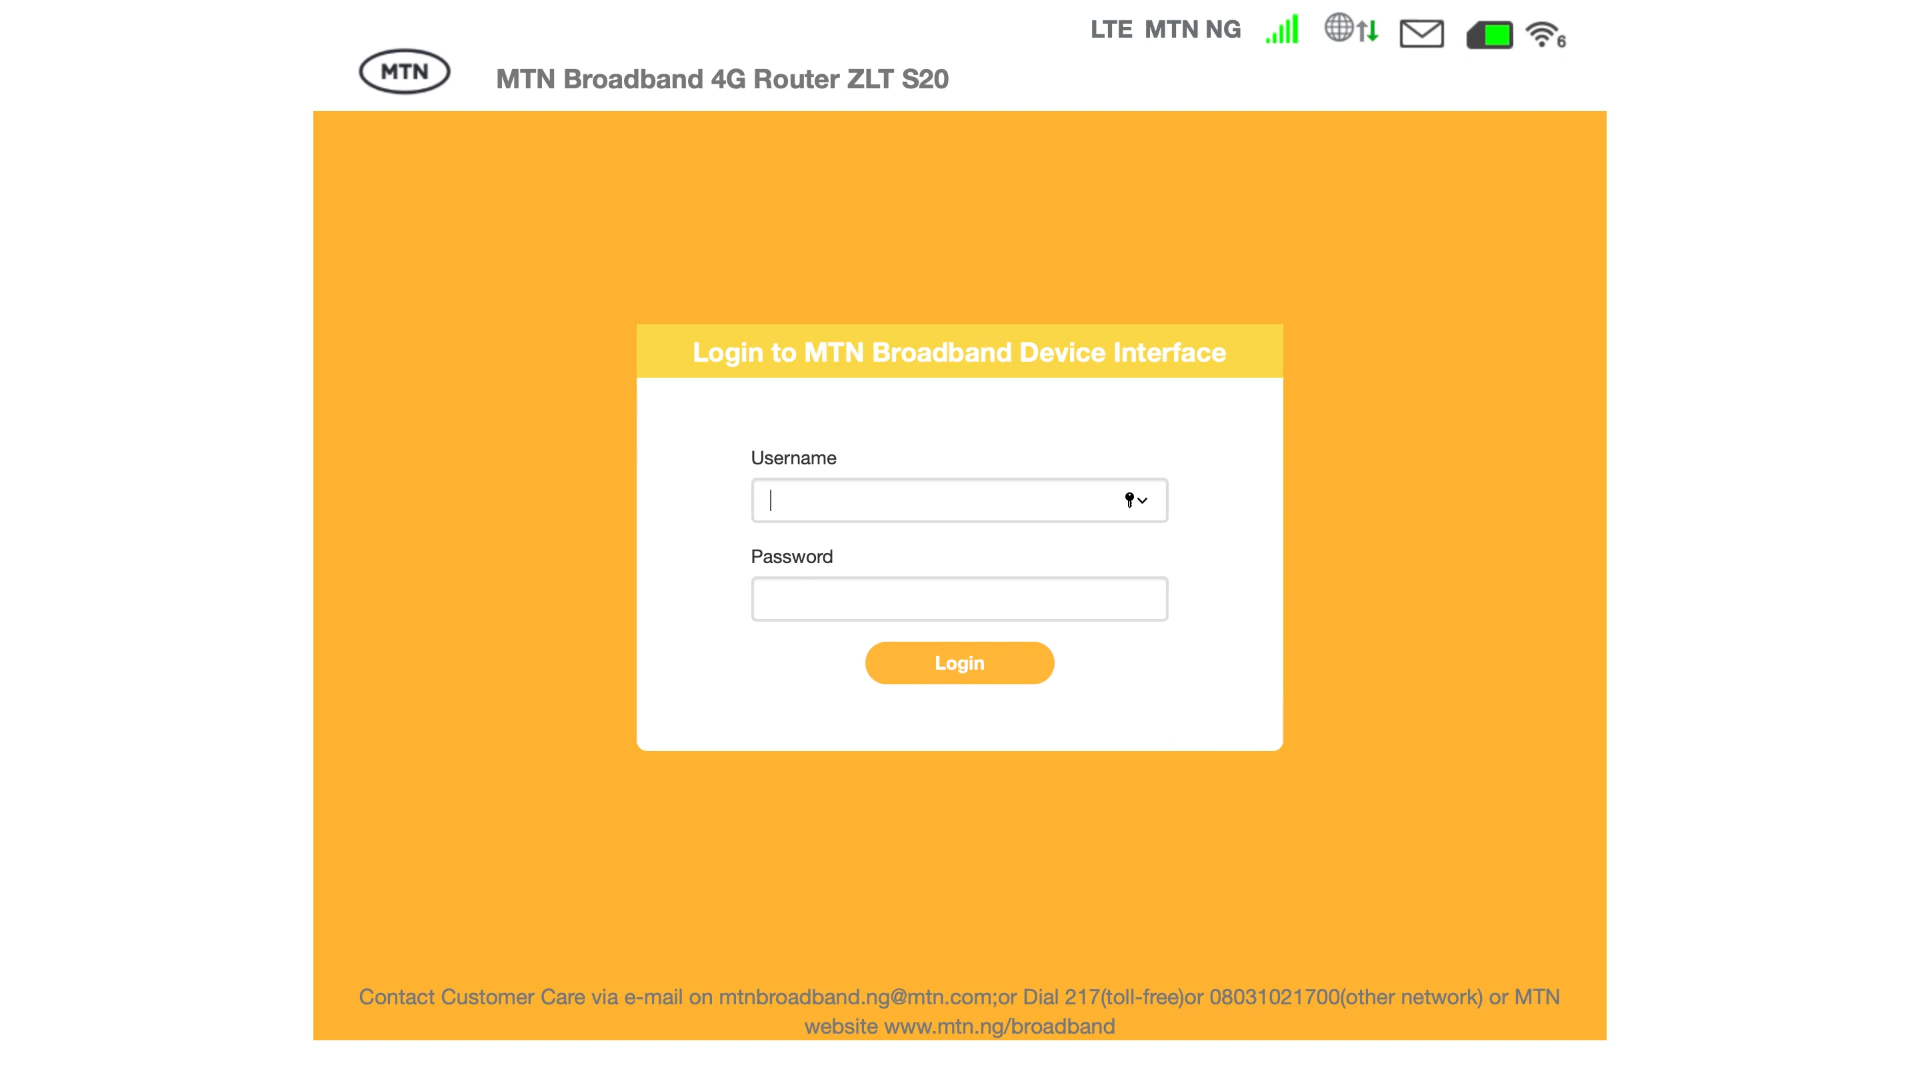 LTE MTN NG
6
MTN
MTN Broadband 4G Router ZLT S20
Login to MTN Broadband Device Interface
Username
Password
Login
Contact Customer Care via e-mail on mtnbroadband.ng@mtn.com;or Dial 217(toll-free)or 08031021700(other network) or MTN
website www.mtn.ng/broadband